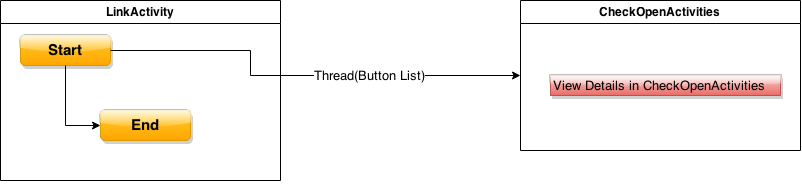 LinkActivity
Start
End
Thread(Button List)
CheckOpenActivities
View Details in CheckOpenActivities